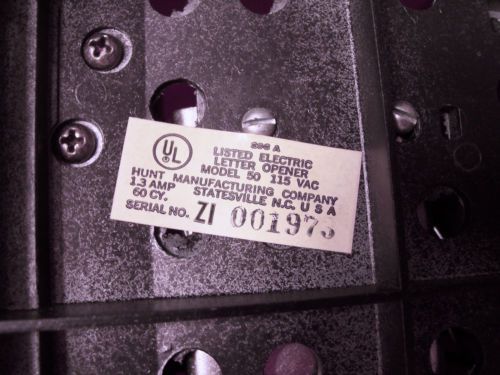 UL
LISTED ELECTRIC
LETTER OPENER
MODEL 50 115 VAC
HUNT MANUFACTURING COMPANY
1.3 AMP STATESVILLE N.C. U S A
60 CY.
SERIAL NO. ZI 001973